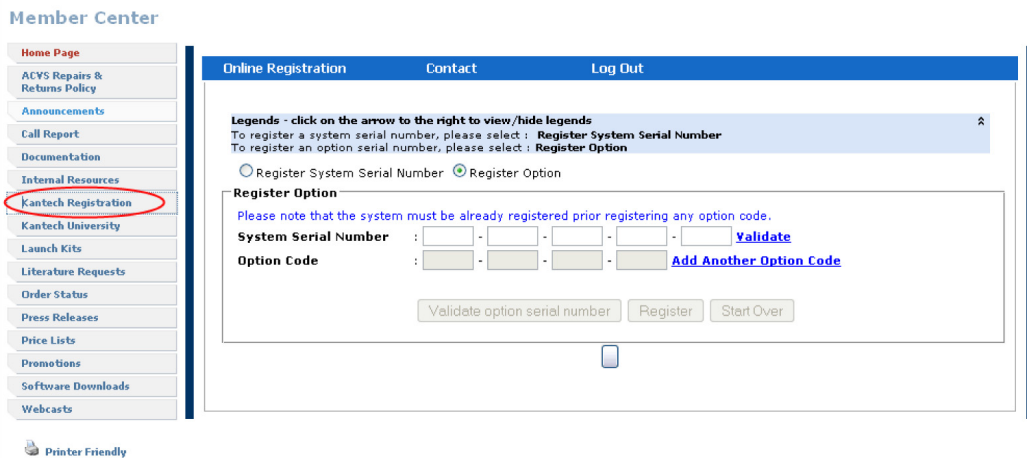 Member Center
Home Page
ACVS Repairs &
Returns Policy
Announcements
Call Report
Documentation
Internal Resources
Kantech Registration
Kantech University
Launch Kits
Literature Requests
Order Status
Press Releases
Price Lists
Promotions
Software Downloads
Webcasts
Printer Friendly
Online Registration Contact Log Out
Legends - click on the arrow to the right to view/hide legends
To register a system serial number, please select : Register System Serial Number
To register an option serial number, please select : Register Option
Register System Serial Number Register Option
Register Option
Please note that the system must be already registered prior registering any option code.
System Serial Number : - - - - Validate
Option Code : - - - Add Another Option Code
Validate option serial number Register Start Over